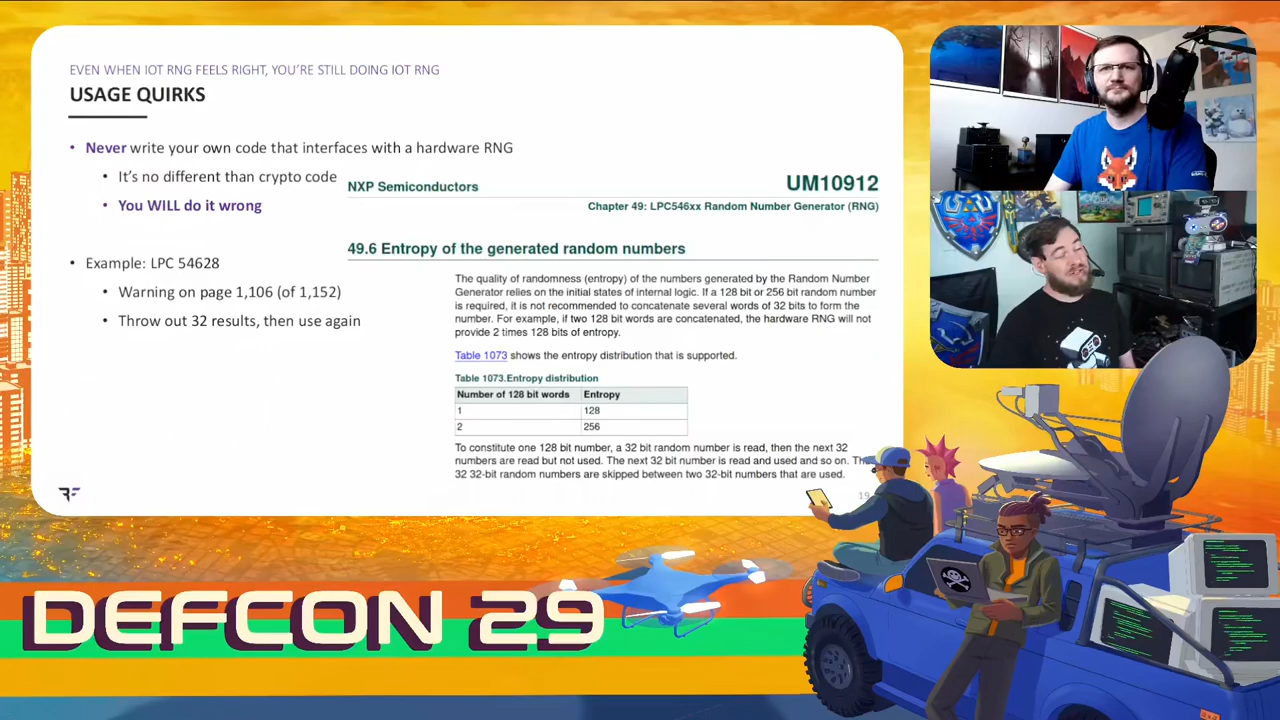 EVEN WHEN IOT RNG FEELS RIGHT, YOU'RE STILL DOING IOT RNG
USAGE QUIRKS
• Never write your own code that interfaces with a hardware RNG
• It's no different than crypto code
• You WILL do it wrong
• Example: LPC 54628
• Warning on page 1,106 (of 1,152)
• Throw out 32 results, then use again
NXP Semiconductors
UM10912
Chapter 49: LPC546xx Random Number Generator (RNG)
49.6 Entropy of the generated random numbers
The quality of randomness (entropy) of the numbers generated by the Random Number
Generator relies on the initial states of internal logic. If a 128 bit or 256 bit random number
is required, it is not recommended to concatenate several words of 32 bits to form the
number. For example, if two 128 bit words are concatenated, the hardware RNG will not
provide 2 times 128 bits of entropy.
Table 1073 shows the entropy distribution that is supported.
Table 1073.Entropy distribution
Number of 128 bit words Entropy
1 128
2 256
To constitute one 128 bit number, a 32 bit random number is read, then the next 32
numbers are read but not used. The next 32 bit number is read and used and so on.
32 32-bit random numbers are skipped between two 32-bit numbers that are used.
19
DEFCON 29